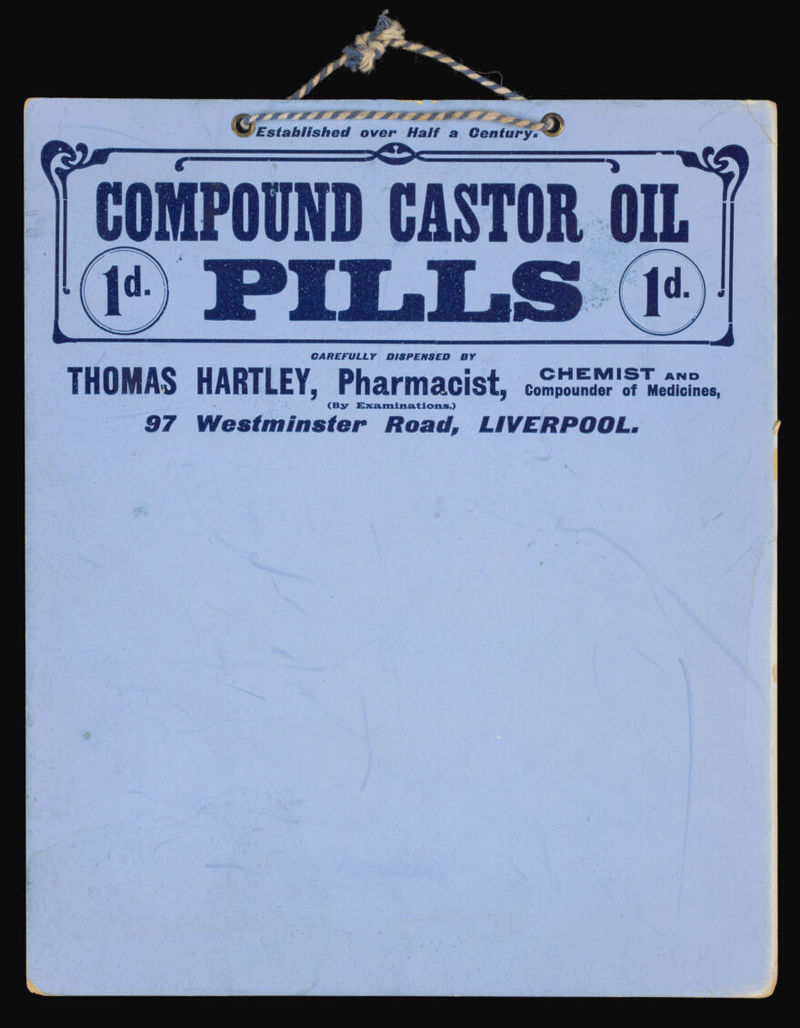 Established over Half a Century.
COMPOUND CASTOR OIL
1d. PILLS 1d.
CAREFULLY DISPENSED BY
THOMAS HARTLEY, Pharmacist, CHEMIST AND
Compounder of Medicines,
(By Examinations.)
97 Westminster Road, LIVERPOOL.